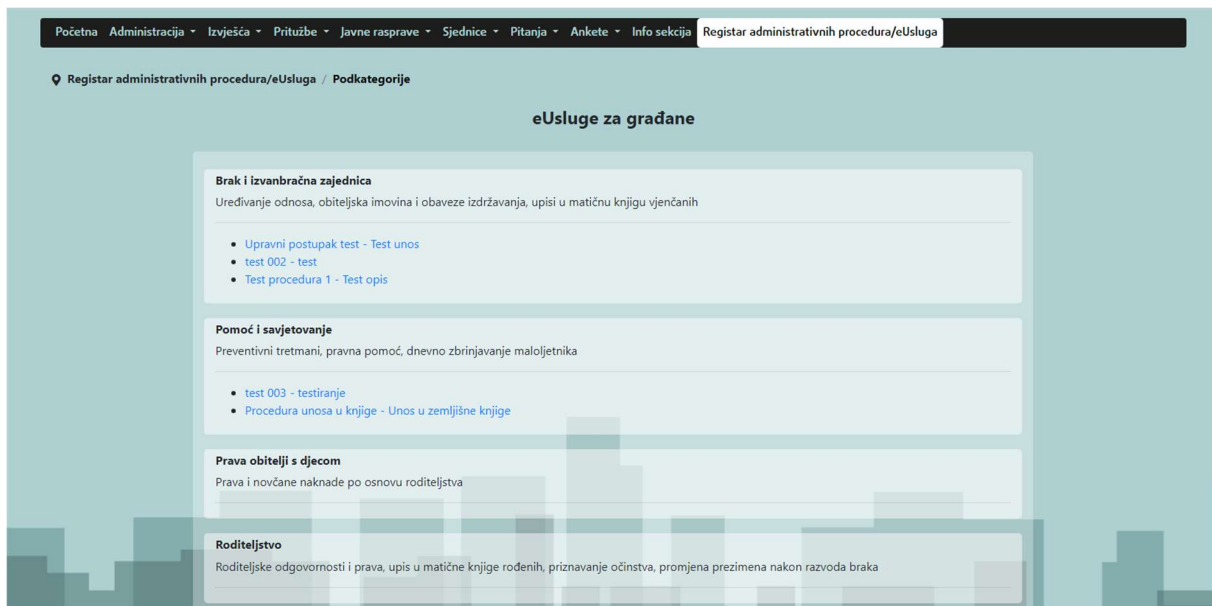 Početna Administracija Izvješća Pritužbe Javne rasprave Sjednice Pitanja Ankete Info sekcija Registar administrativnih procedura/eUsluga
Registar administrativnih procedura/eUsluga / Podkategorije
eUsluge za građane
Brak i izvanbračna zajednica
Uređivanje odnosa, obiteljska imovina i obaveze izdržavanja, upisi u matičnu knjigu vjenčanih
Upravni postupak test - Test unos
test 002 - test
Test procedura 1 - Test opis
Pomoć i savjetovanje
Preventivni tretmani, pravna pomoć, dnevno zbrinjavanje maloljetnika
test 003 - testiranje
Procedura unosa u knjige - Unos u zemljišne knjige
Prava obitelji s djecom
Prava i novčane naknade po osnovu roditeljstva
Roditeljstvo
Roditeljske odgovornosti i prava, upis u matične knjige rođenih, priznavanje očinstva, promjena prezimena nakon razvoda braka